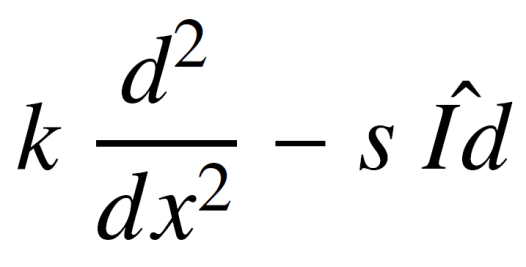 k d²/dx² − s Îd